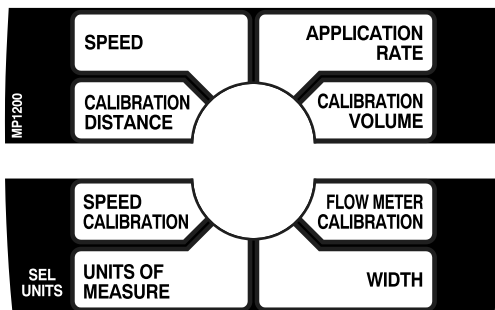 SPEED
APPLICATION
RATE
CALIBRATION
DISTANCE
CALIBRATION
VOLUME
MP1200
SPEED
CALIBRATION
FLOW METER
CALIBRATION
SEL
UNITS
UNITS OF
MEASURE
WIDTH